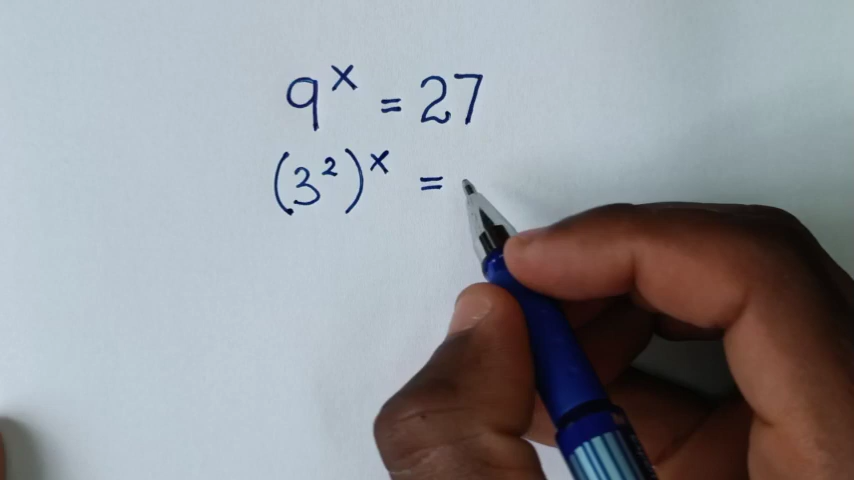 9^x = 27
(3^2)^x =